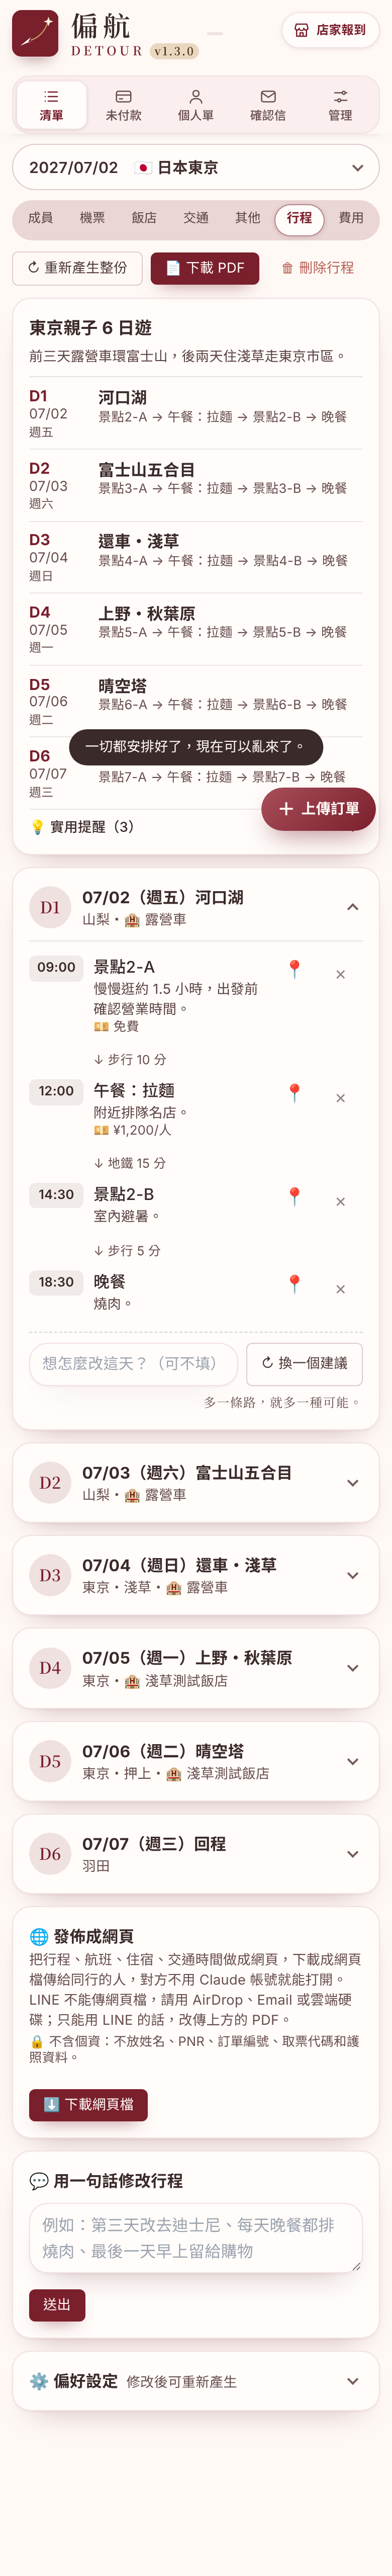 偏航
DETOUR v1.3.0
店家報到
清單
未付款
個人單
確認信
管理
2027/07/02 🇯🇵 日本東京
成員 機票 飯店 交通 其他 行程 費用
↻ 重新產生整份
📄 下載 PDF
🗑 刪除行程
東京親子 6 日遊
前三天露營車環富士山，後兩天住淺草走東京市區。
D1
07/02
週五
河口湖
景點2-A → 午餐：拉麵 → 景點2-B → 晚餐
D2
07/03
週六
富士山五合目
景點3-A → 午餐：拉麵 → 景點3-B → 晚餐
D3
07/04
週日
還車・淺草
景點4-A → 午餐：拉麵 → 景點4-B → 晚餐
D4
07/05
週一
上野・秋葉原
景點5-A → 午餐：拉麵 → 景點5-B → 晚餐
D5
07/06
週二
晴空塔
景點6-A → 午餐：拉麵 → 景點6-B → 晚餐
一切都安排好了，現在可以亂來了。
D6
07/07
週三
景點7-A → 午餐：拉麵 → 景點7-B → 晚餐
＋ 上傳訂單
💡 實用提醒（3）
D1
07/02（週五）河口湖
山梨・🏨 露營車
09:00
景點2-A
慢慢逛約 1.5 小時，出發前
確認營業時間。
💴 免費
📍 ×
↓ 步行 10 分
12:00
午餐：拉麵
附近排隊名店。
💴 ¥1,200/人
📍 ×
↓ 地鐵 15 分
14:30
景點2-B
室內避暑。
📍 ×
↓ 步行 5 分
18:30
晚餐
燒肉。
📍 ×
想怎麼改這天？（可不填）
↻ 換一個建議
多一條路，就多一種可能。
D2
07/03（週六）富士山五合目
山梨・🏨 露營車
D3
07/04（週日）還車・淺草
東京・淺草・🏨 露營車
D4
07/05（週一）上野・秋葉原
東京・🏨 淺草測試飯店
D5
07/06（週二）晴空塔
東京・押上・🏨 淺草測試飯店
D6
07/07（週三）回程
羽田
🌐 發佈成網頁
把行程、航班、住宿、交通時間做成網頁，下載成網頁
檔傳給同行的人，對方不用 Claude 帳號就能打開。
LINE 不能傳網頁檔，請用 AirDrop、Email 或雲端硬
碟；只能用 LINE 的話，改傳上方的 PDF。
🔒 不含個資：不放姓名、PNR、訂單編號、取票代碼和護
照資料。
⬇️ 下載網頁檔
💬 用一句話修改行程
例如：第三天改去迪士尼、每天晚餐都排
燒肉、最後一天早上留給購物
送出
⚙️ 偏好設定 修改後可重新產生